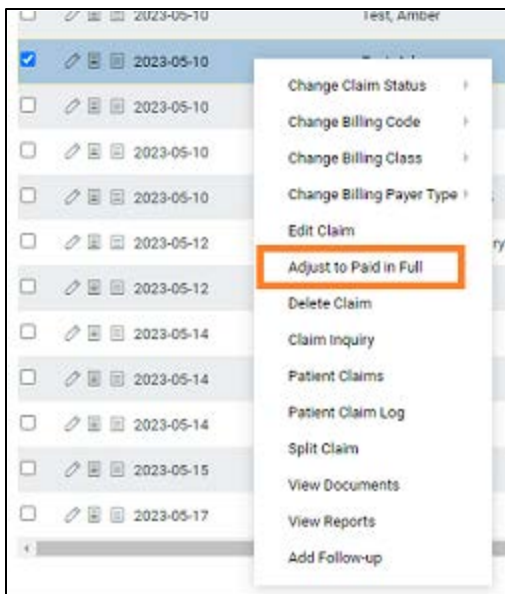 2023-05-10 Test, Amber
2023-05-10
2023-05-10
2023-05-10
2023-05-10
2023-05-12
ry
2023-05-12
2023-05-14
2023-05-14
2023-05-14
2023-05-15
2023-05-17
Change Claim Status
Change Billing Code
Change Billing Class
Change Billing Payer Type
Edit Claim
Adjust to Paid in Full
Delete Claim
Claim Inquiry
Patient Claims
Patient Claim Log
Split Claim
View Documents
View Reports
Add Follow-up